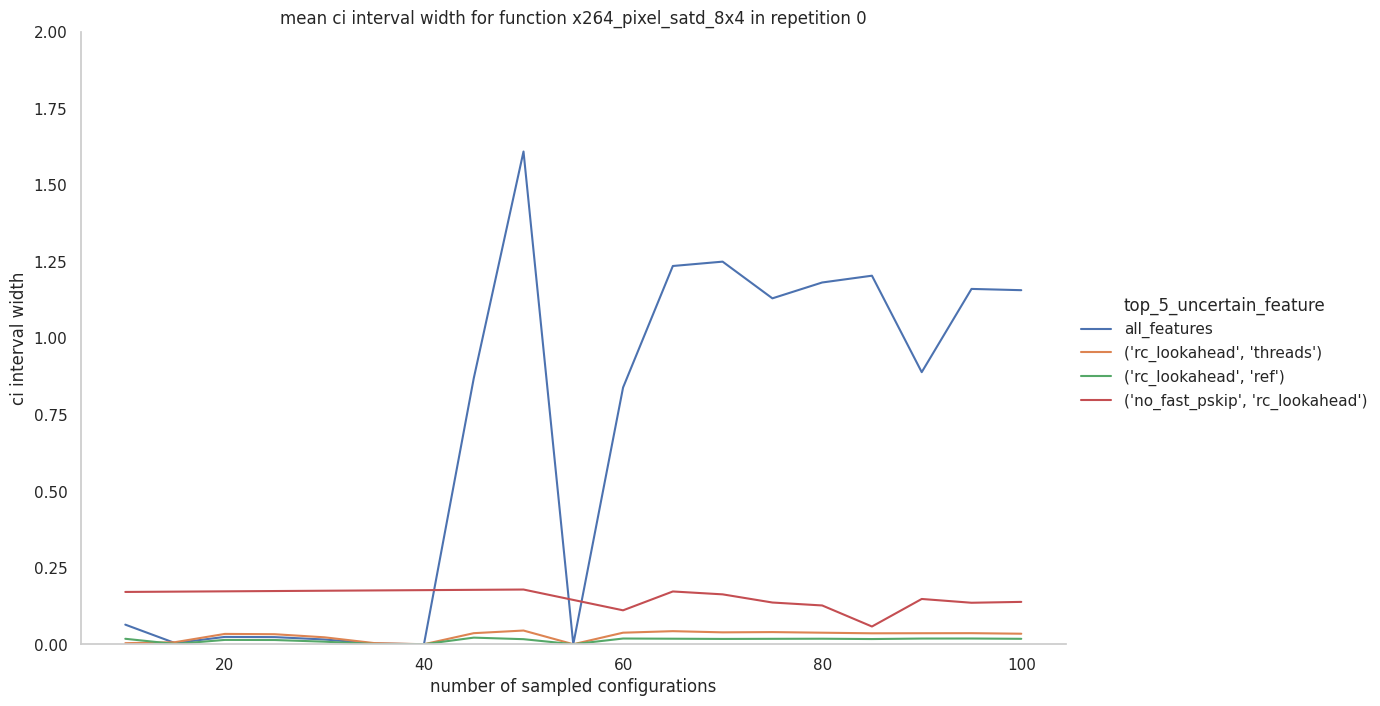 mean ci interval width for function x264_pixel_satd_8x4 in repetition 0
2.00
1.75
1.50
1.25
1.00
0.75
0.50
0.25
0.00
ci interval width
20
40
60
80
100
number of sampled configurations
top_5_uncertain_feature
all_features
('rc_lookahead', 'threads')
('rc_lookahead', 'ref')
('no_fast_pskip', 'rc_lookahead')